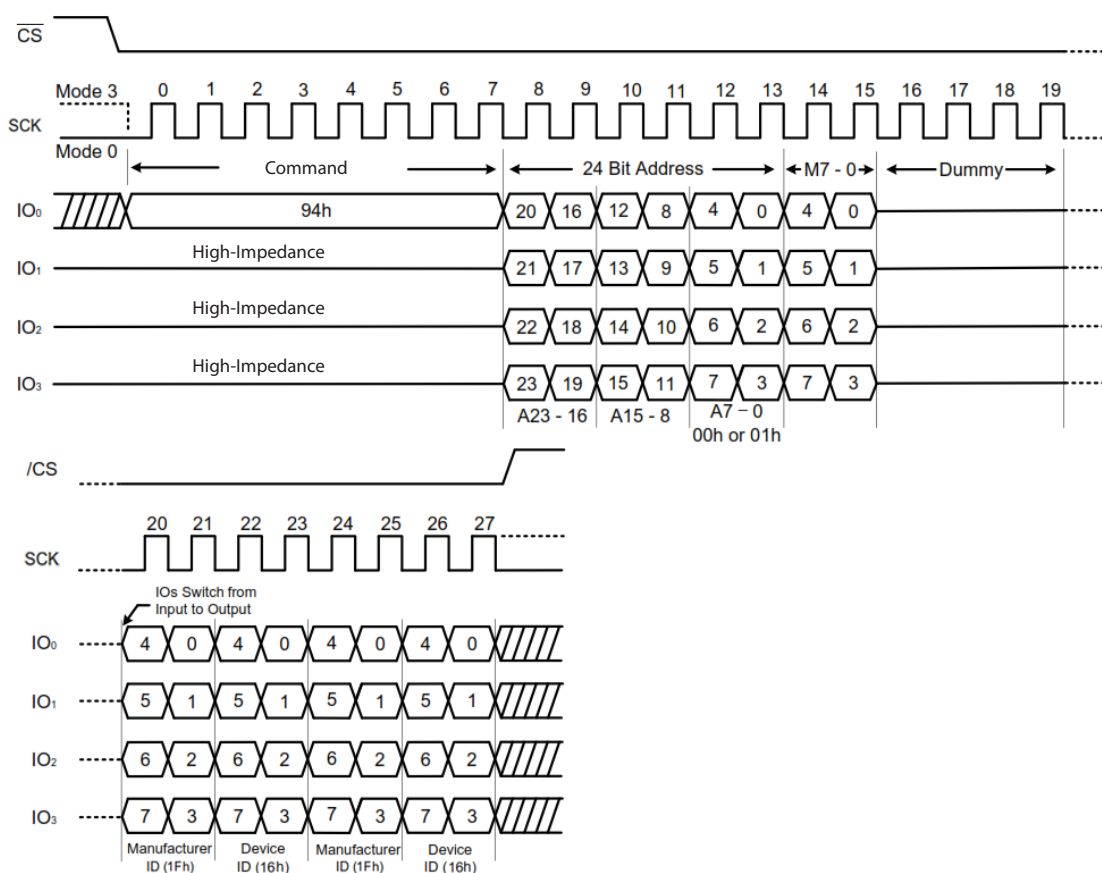 CS
Mode 3 0 1 2 3 4 5 6 7 8 9 10 11 12 13 14 15 16 17 18 19
SCK
Mode 0
Command 24 Bit Address M7 - 0 Dummy
IO₀ 94h 20 16 12 8 4 0 4 0
High-Impedance
IO₁ 21 17 13 9 5 1 5 1
High-Impedance
IO₂ 22 18 14 10 6 2 6 2
High-Impedance
IO₃ 23 19 15 11 7 3 7 3
A23 - 16 A15 - 8 A7 – 0
00h or 01h
/CS
20 21 22 23 24 25 26 27
SCK
IOs Switch from
Input to Output
IO₀ 4 0 4 0 4 0 4 0
IO₁ 5 1 5 1 5 1 5 1
IO₂ 6 2 6 2 6 2 6 2
IO₃ 7 3 7 3 7 3 7 3
Manufacturer Device Manufacturer Device
ID (1Fh) ID (16h) ID (1Fh) ID (16h)